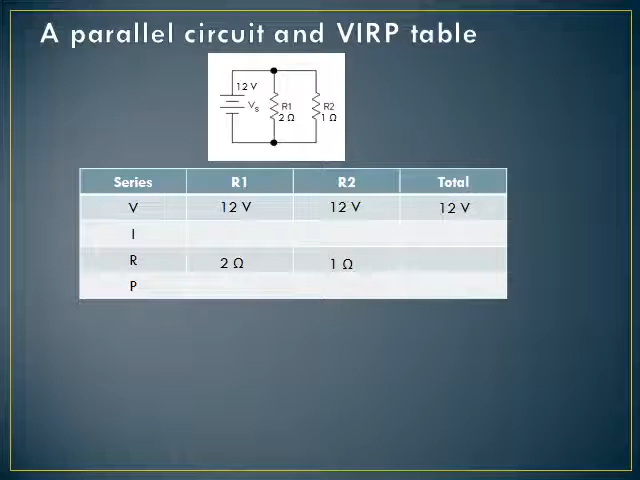 A parallel circuit and VIRP table
12 V
Vs
R1
2 Ω
R2
1 Ω
Series R1 R2 Total
V 12 V 12 V 12 V
I
R 2 Ω 1 Ω
P